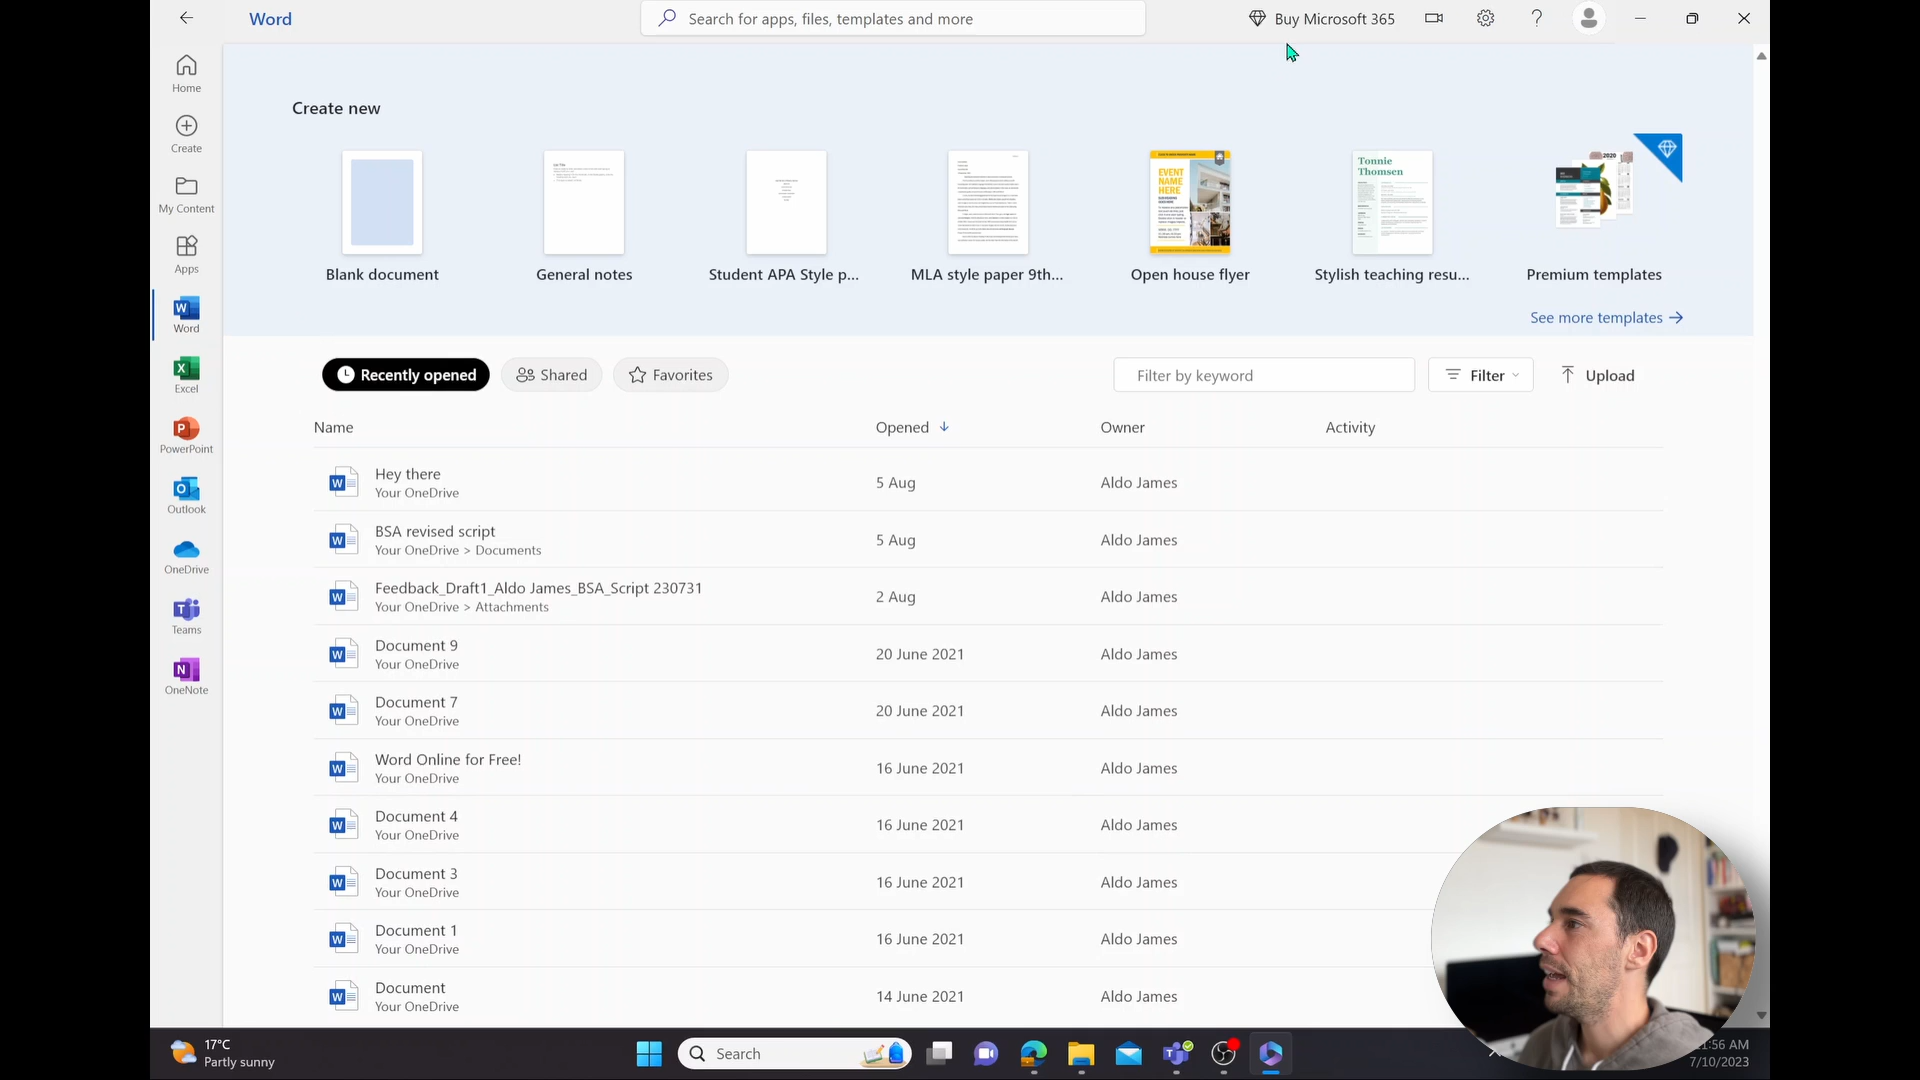 Word
Search for apps, files, templates and more
Buy Microsoft 365
Home
Create
My Content
Apps
Word
Excel
PowerPoint
Outlook
OneDrive
Teams
OneNote
Create new
EVENT
NAME
HERE
Tonnie
Thomsen
2020
Blank document
General notes
Student APA Style p...
MLA style paper 9th...
Open house flyer
Stylish teaching resu...
Premium templates
See more templates
Recently opened
Shared
Favorites
Filter by keyword
Filter
Upload
Name Opened Owner Activity
Hey there
Your OneDrive
5 Aug Aldo James
BSA revised script
Your OneDrive > Documents
5 Aug Aldo James
Feedback_Draft1_Aldo James_BSA_Script 230731
Your OneDrive > Attachments
2 Aug Aldo James
Document 9
Your OneDrive
20 June 2021 Aldo James
Document 7
Your OneDrive
20 June 2021 Aldo James
Word Online for Free!
Your OneDrive
16 June 2021 Aldo James
Document 4
Your OneDrive
16 June 2021 Aldo James
Document 3
Your OneDrive
16 June 2021 Aldo James
Document 1
Your OneDrive
16 June 2021 Aldo James
Document
Your OneDrive
14 June 2021 Aldo James
17°C
Partly sunny
Search
:56 AM
7/10/2023